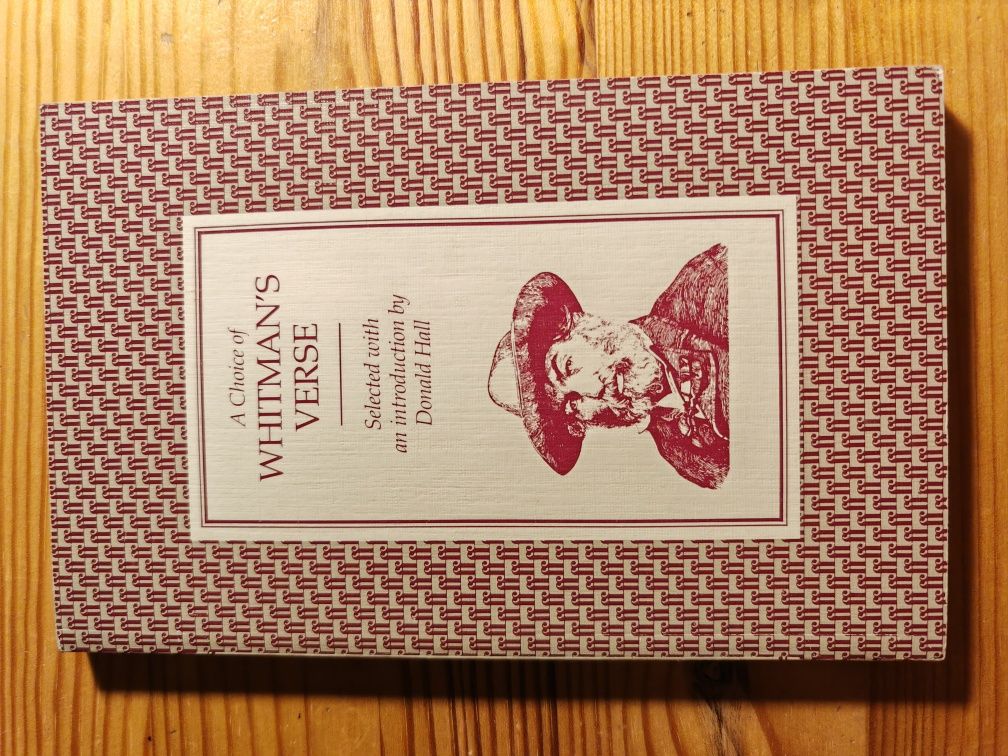 A Choice of
WHITMAN'S
VERSE
Selected with
an introduction by
Donald Hall